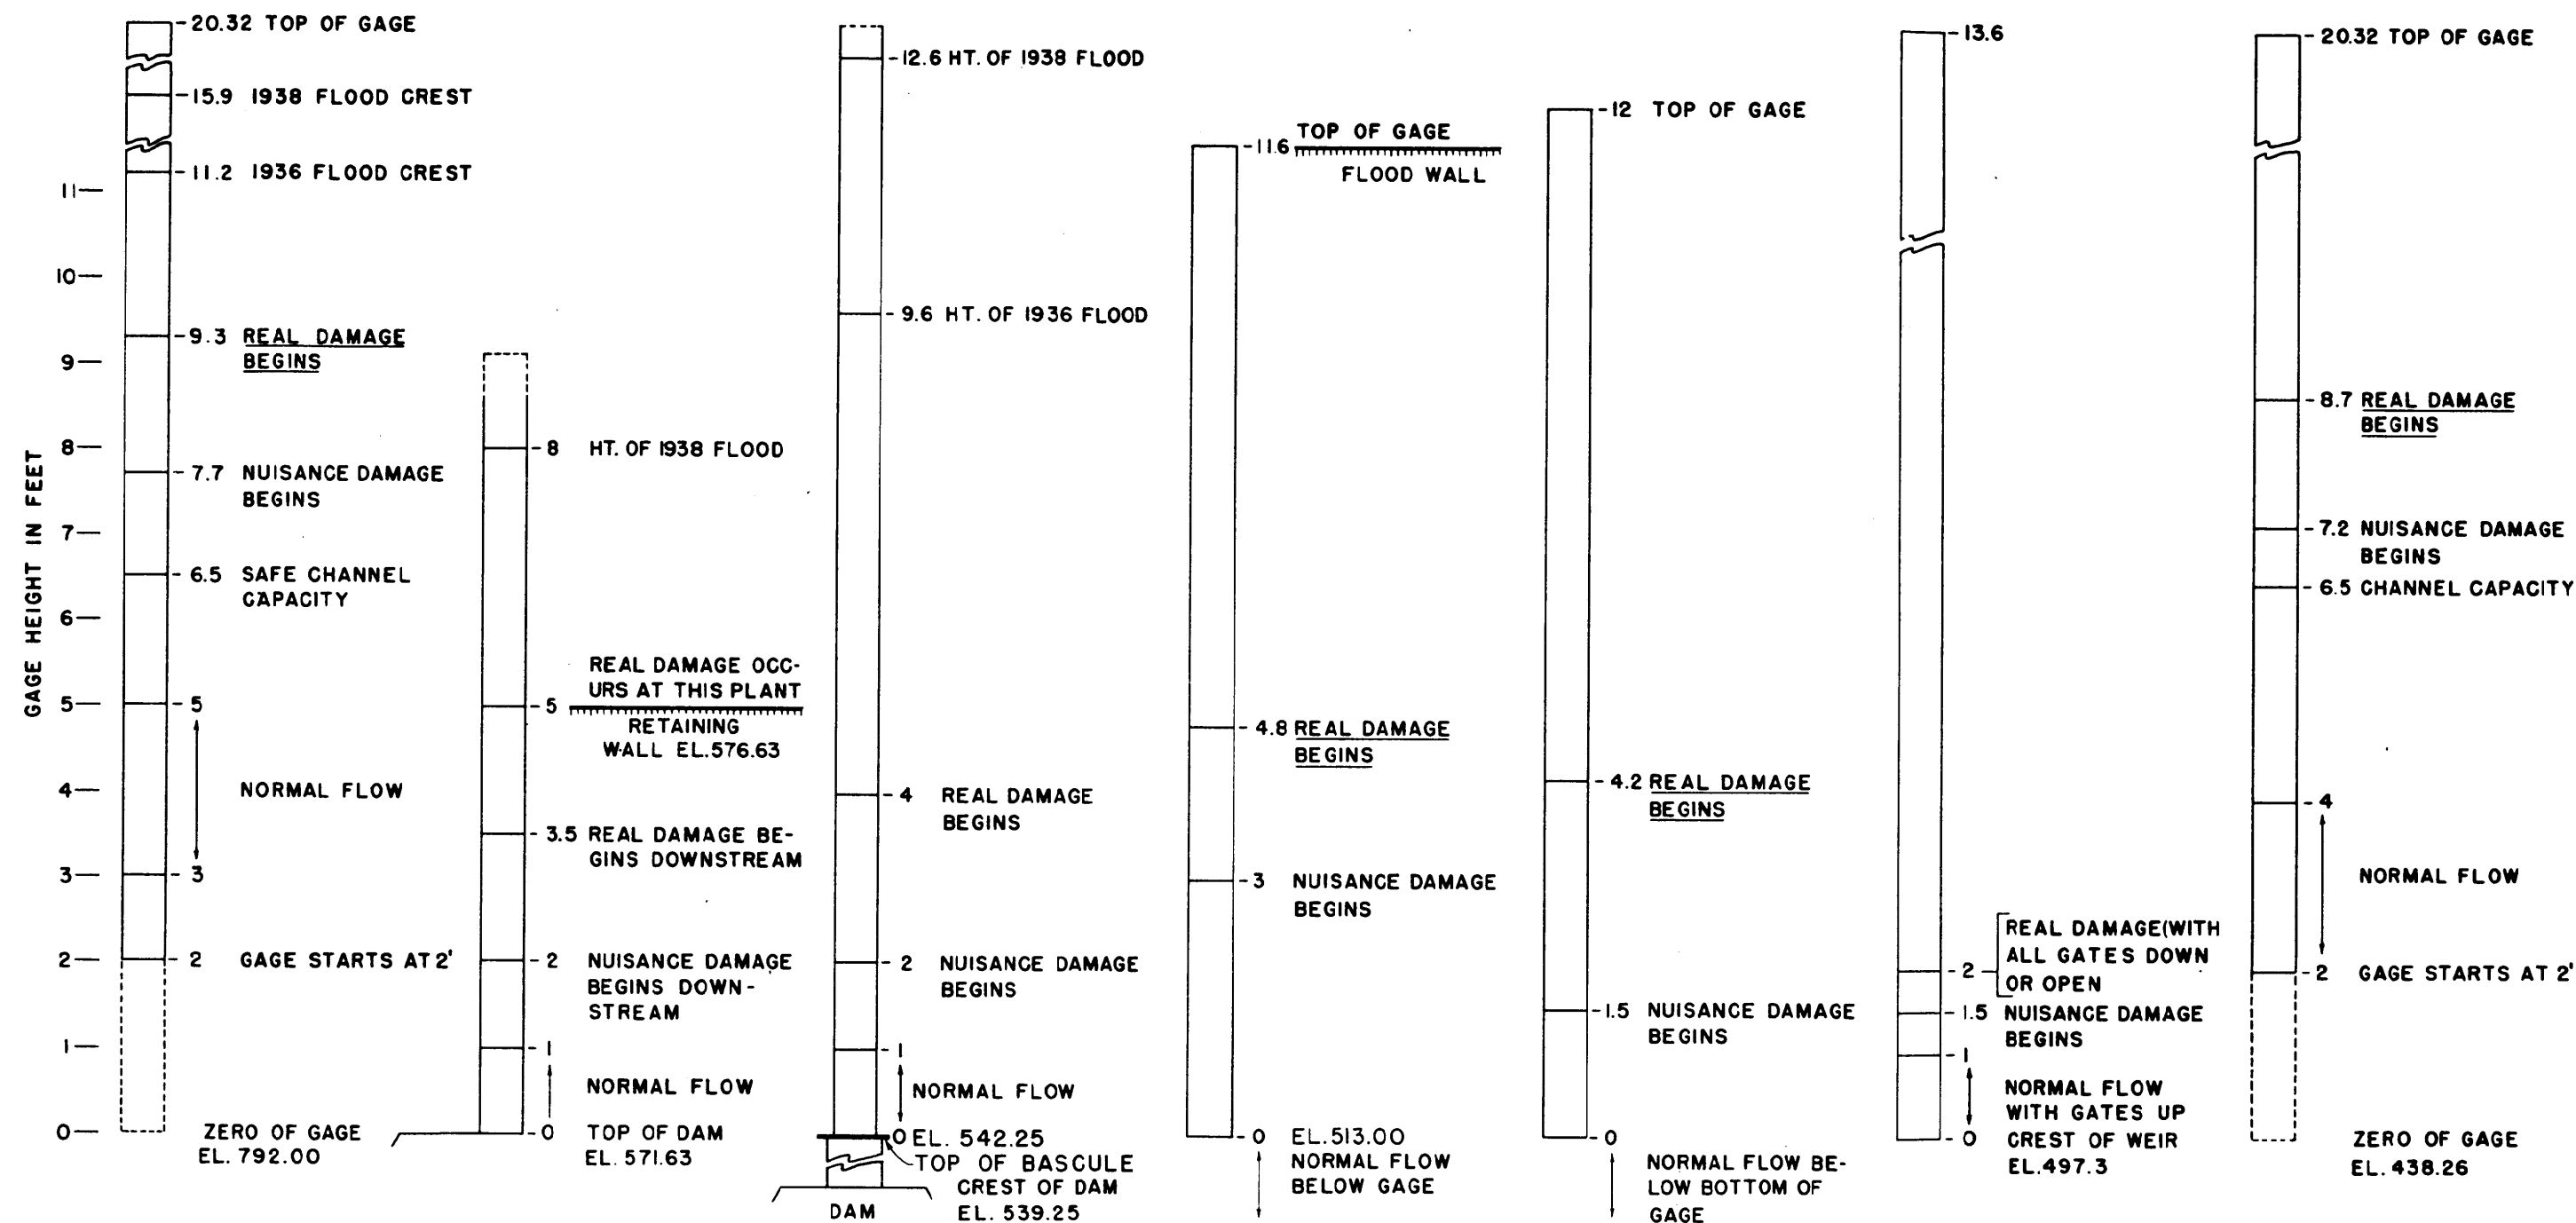 GAGE HEIGHT IN FEET
11
10
9
8
7
6
5
4
3
2
1
0
20.32 TOP OF GAGE
15.9 1938 FLOOD CREST
11.2 1936 FLOOD CREST
9.3 REAL DAMAGE
BEGINS
7.7 NUISANCE DAMAGE
BEGINS
6.5 SAFE CHANNEL
CAPACITY
5
NORMAL FLOW
3
2 GAGE STARTS AT 2'
ZERO OF GAGE
EL. 792.00
8 HT. OF 1938 FLOOD
REAL DAMAGE OCC-
URS AT THIS PLANT
5
RETAINING
WALL EL. 576.63
3.5 REAL DAMAGE BE-
GINS DOWNSTREAM
2 NUISANCE DAMAGE
BEGINS DOWN-
STREAM
1
NORMAL FLOW
0 TOP OF DAM
EL. 571.63
12.6 HT. OF 1938 FLOOD
9.6 HT. OF 1936 FLOOD
4 REAL DAMAGE
BEGINS
2 NUISANCE DAMAGE
BEGINS
1
NORMAL FLOW
0 EL. 542.25
TOP OF BASCULE
CREST OF DAM
EL. 539.25
DAM
TOP OF GAGE
11.6
FLOOD WALL
4.8 REAL DAMAGE
BEGINS
3 NUISANCE DAMAGE
BEGINS
0 EL. 513.00
NORMAL FLOW
BELOW GAGE
12 TOP OF GAGE
4.2 REAL DAMAGE
BEGINS
1.5 NUISANCE DAMAGE
BEGINS
0
NORMAL FLOW BE-
LOW BOTTOM OF
GAGE
13.6
REAL DAMAGE (WITH
2 ALL GATES DOWN
OR OPEN
1.5 NUISANCE DAMAGE
BEGINS
1
NORMAL FLOW
WITH GATES UP
0 CREST OF WEIR
EL. 497.3
20.32 TOP OF GAGE
8.7 REAL DAMAGE
BEGINS
7.2 NUISANCE DAMAGE
BEGINS
6.5 CHANNEL CAPACITY
4
NORMAL FLOW
2 GAGE STARTS AT 2'
ZERO OF GAGE
EL. 438.26